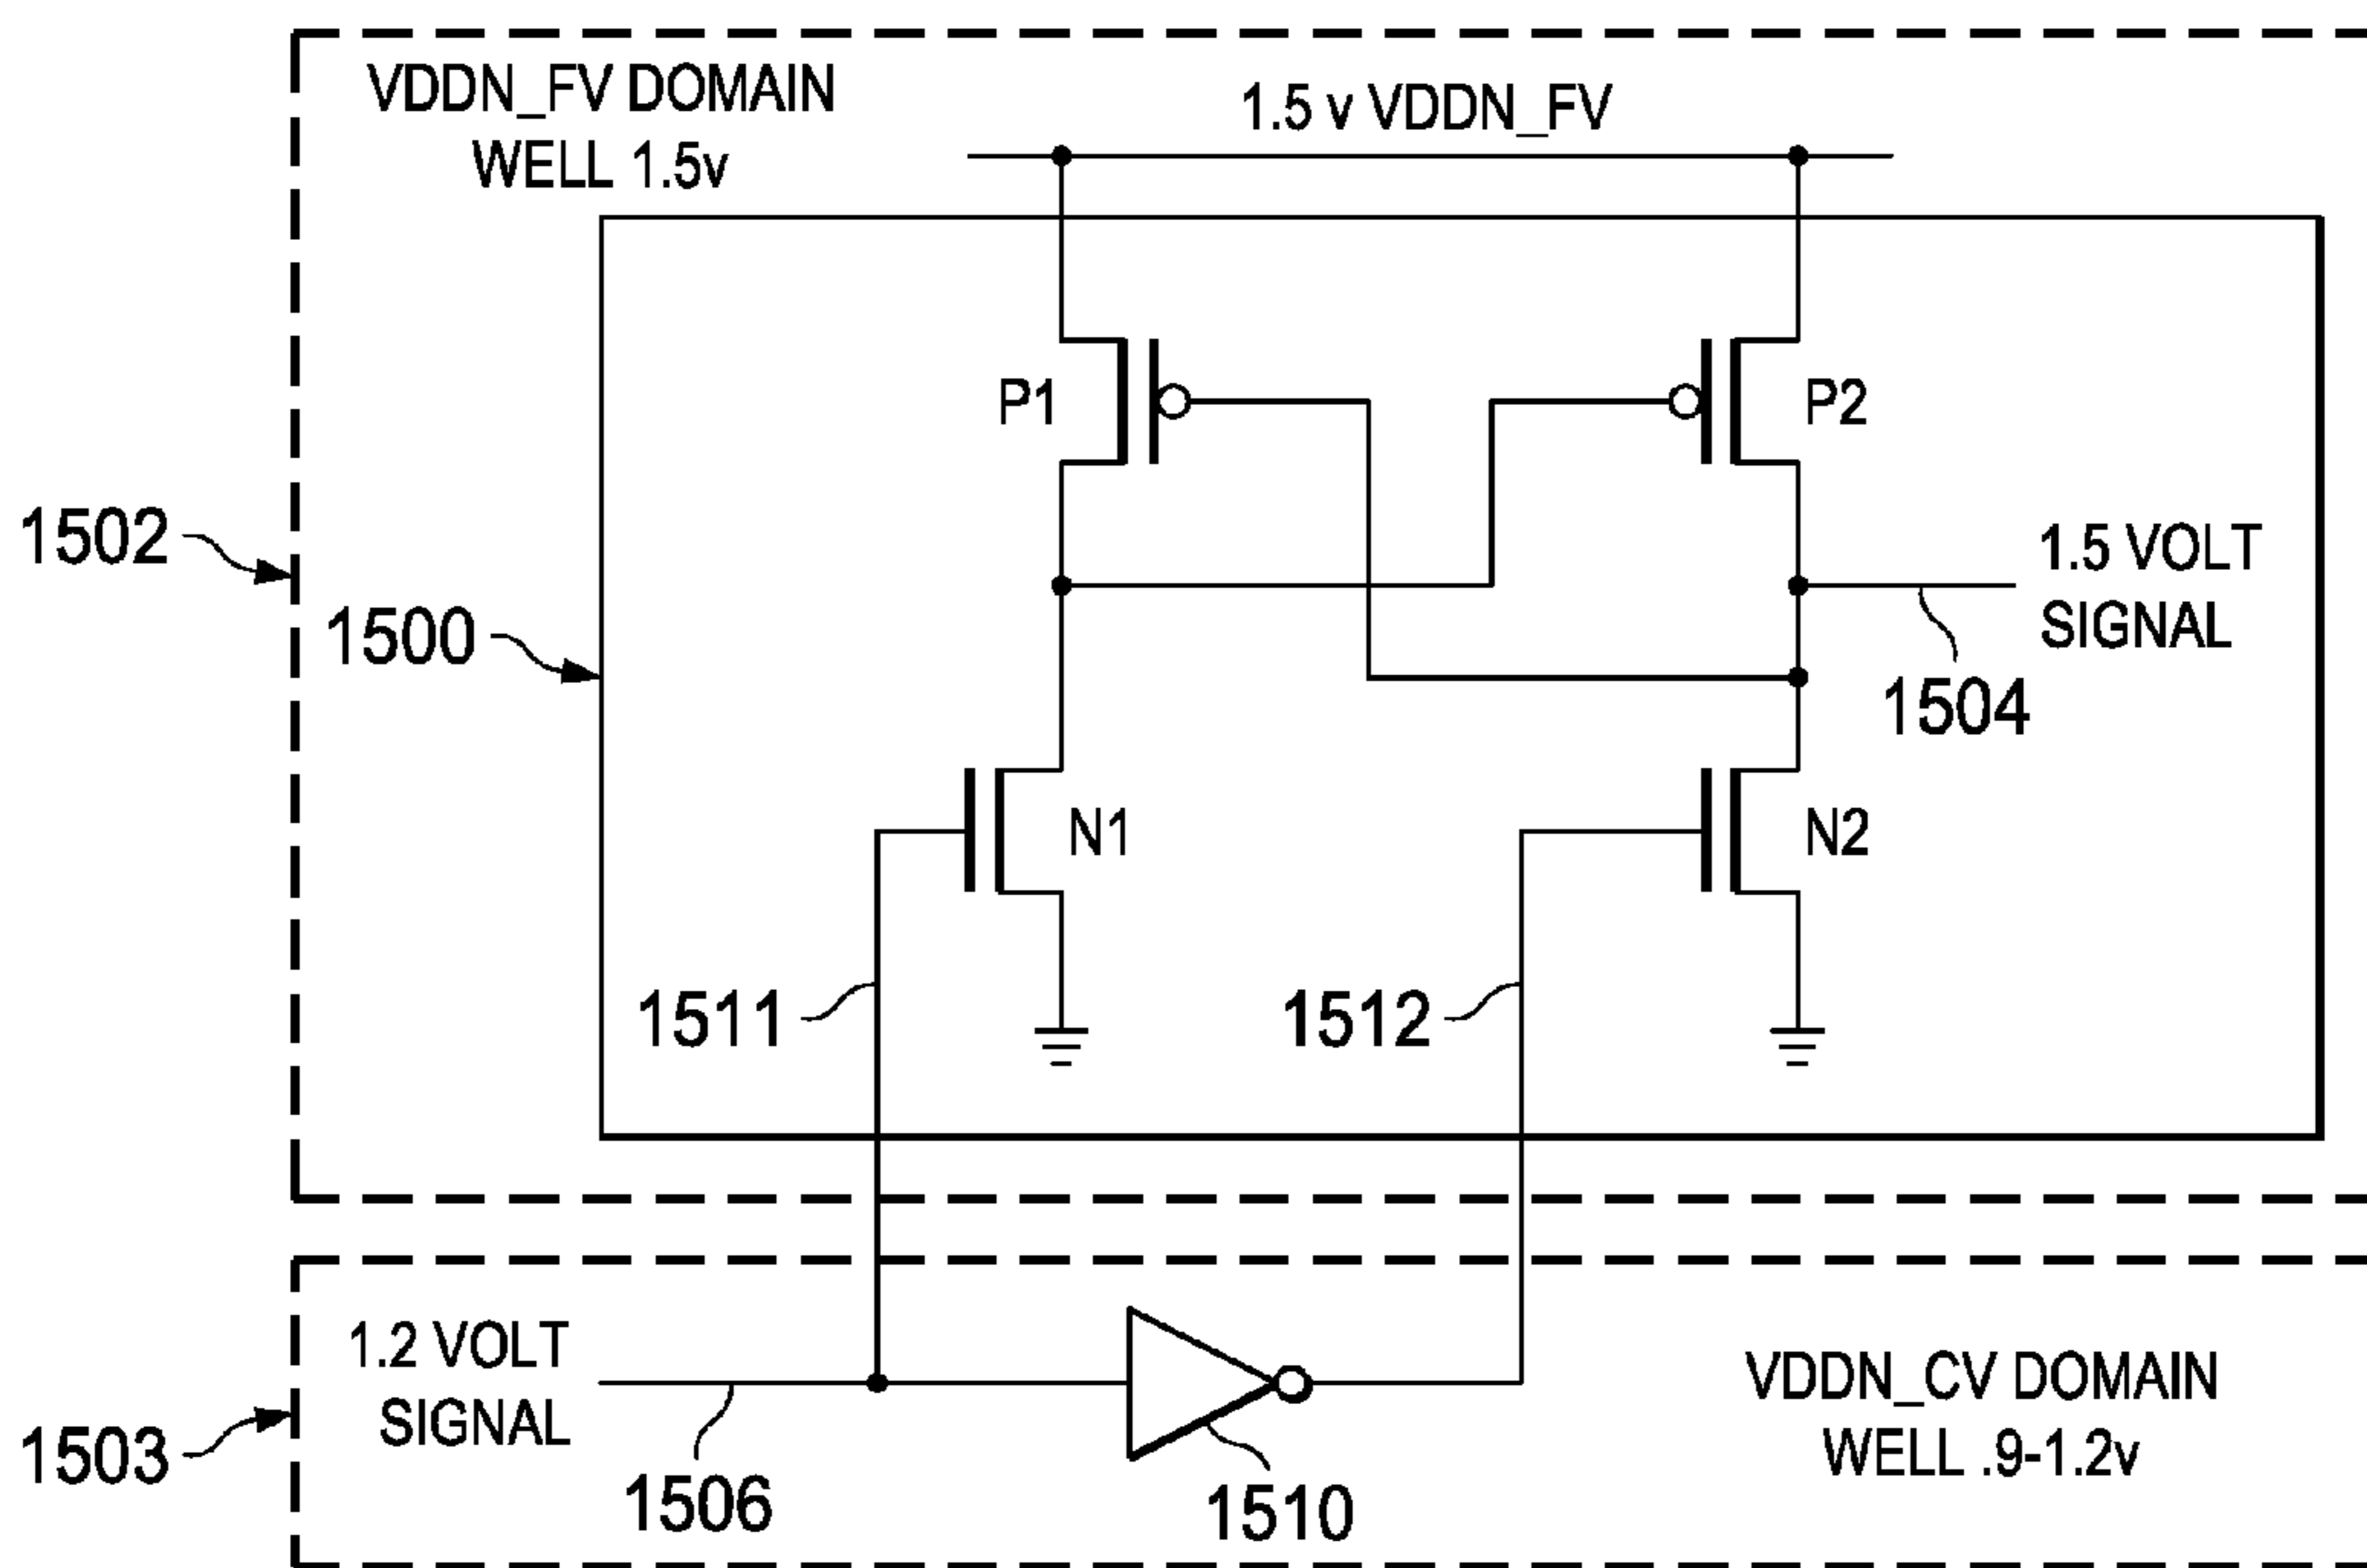 VDDN_FV DOMAIN
WELL 1.5v
1.5 v VDDN_FV
P1
P2
1502
1500
1.5 VOLT
SIGNAL
1504
N1
N2
1511
1512
1.2 VOLT
SIGNAL
1503
1506
1510
VDDN_CV DOMAIN
WELL .9-1.2v